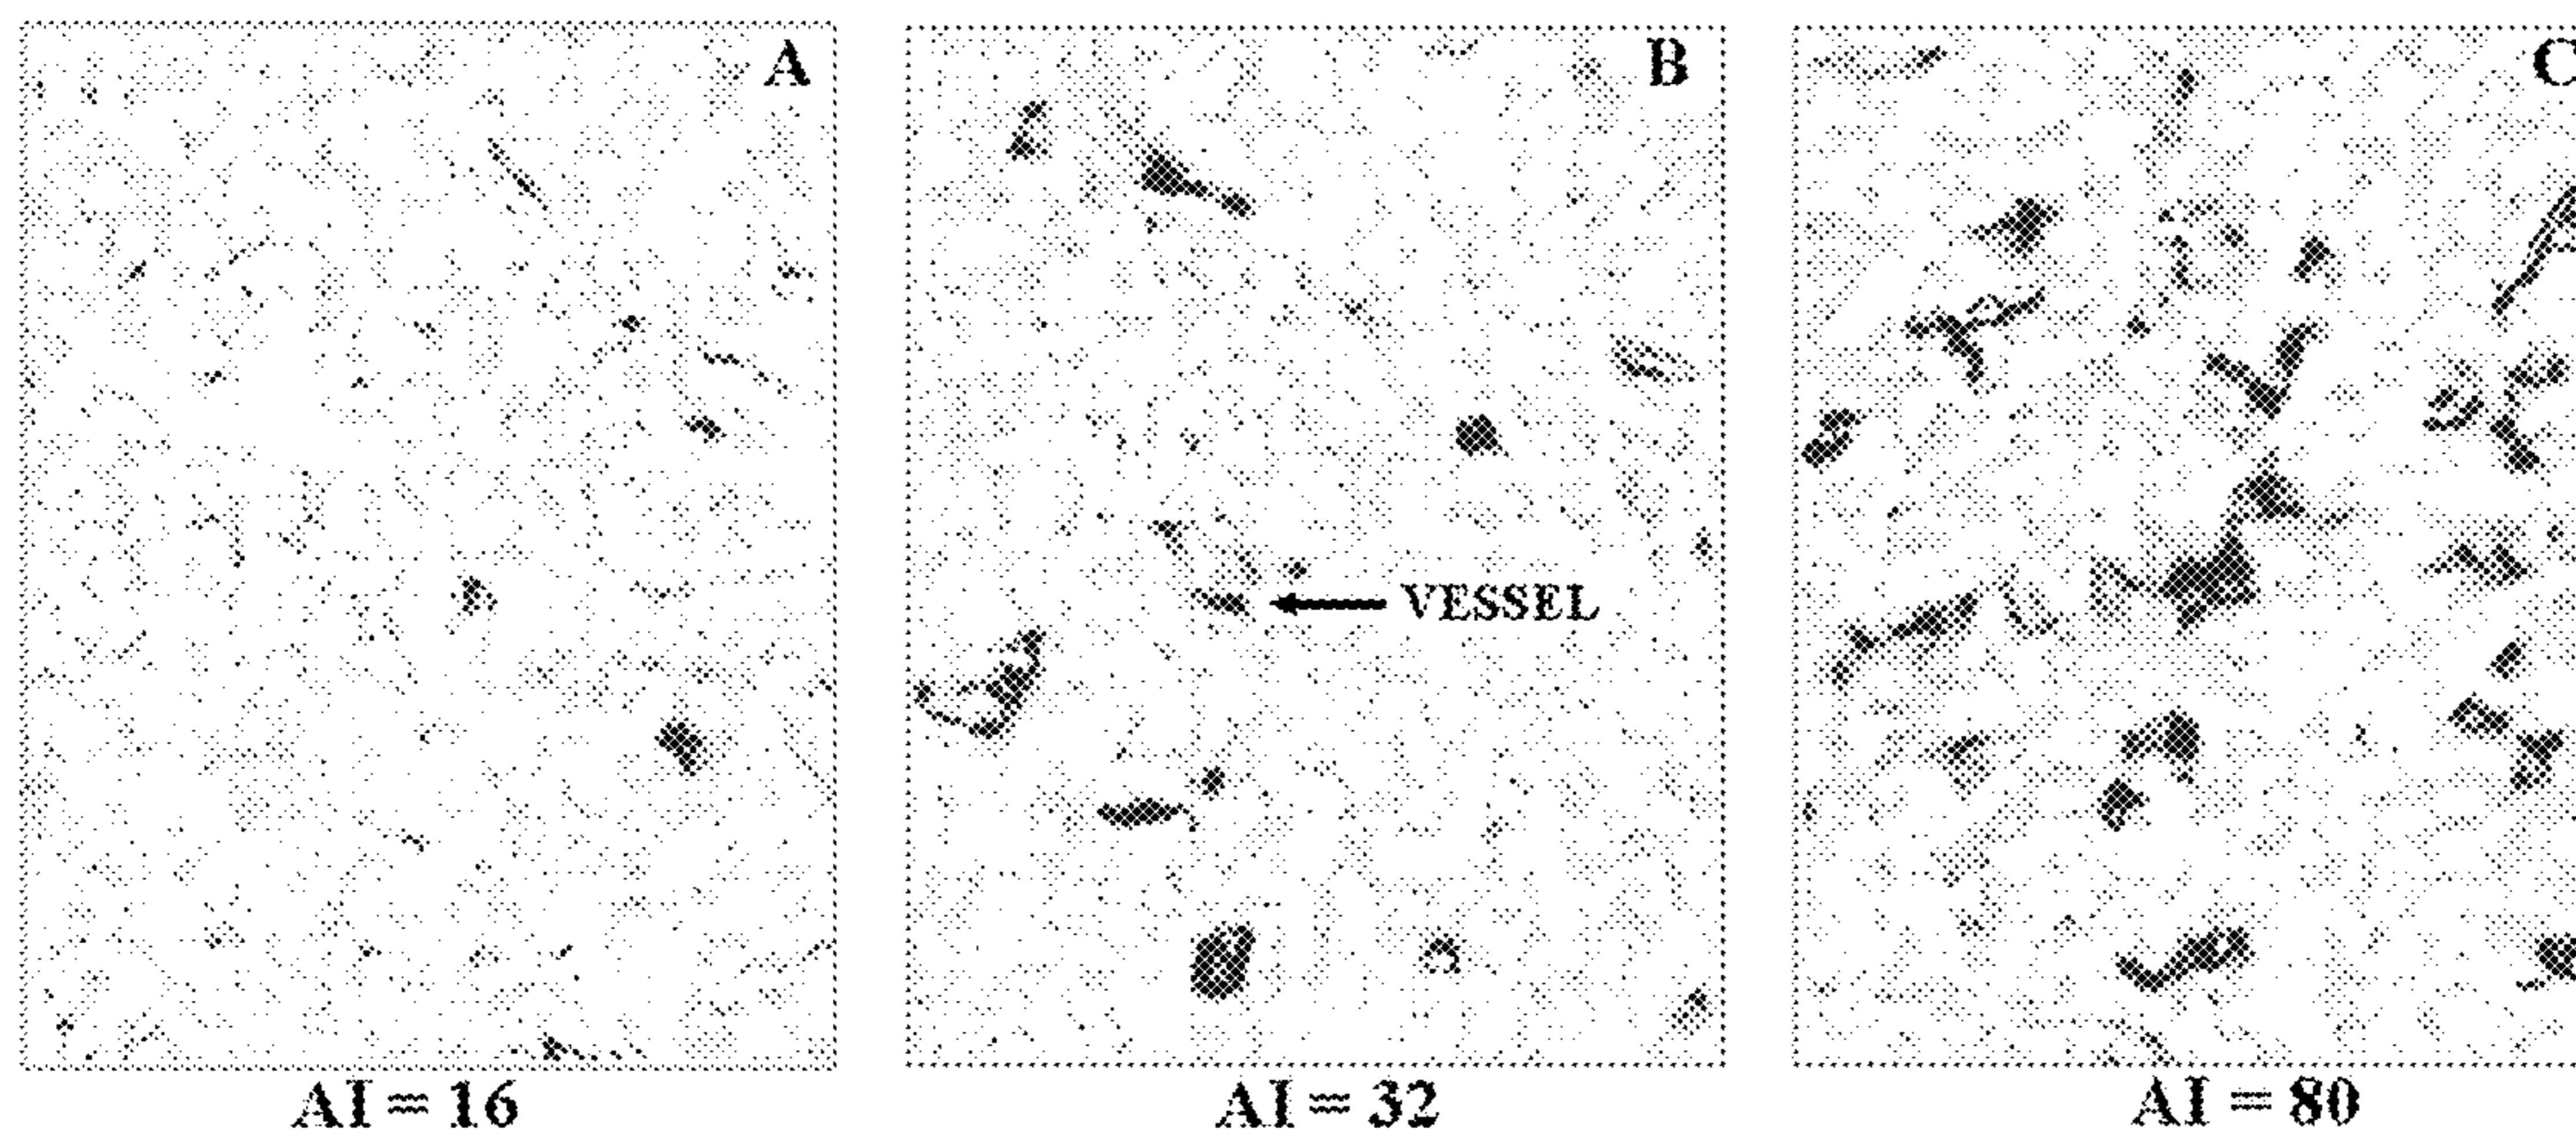 A
B
C
VESSEL
AI = 16
AI = 32
AI = 80